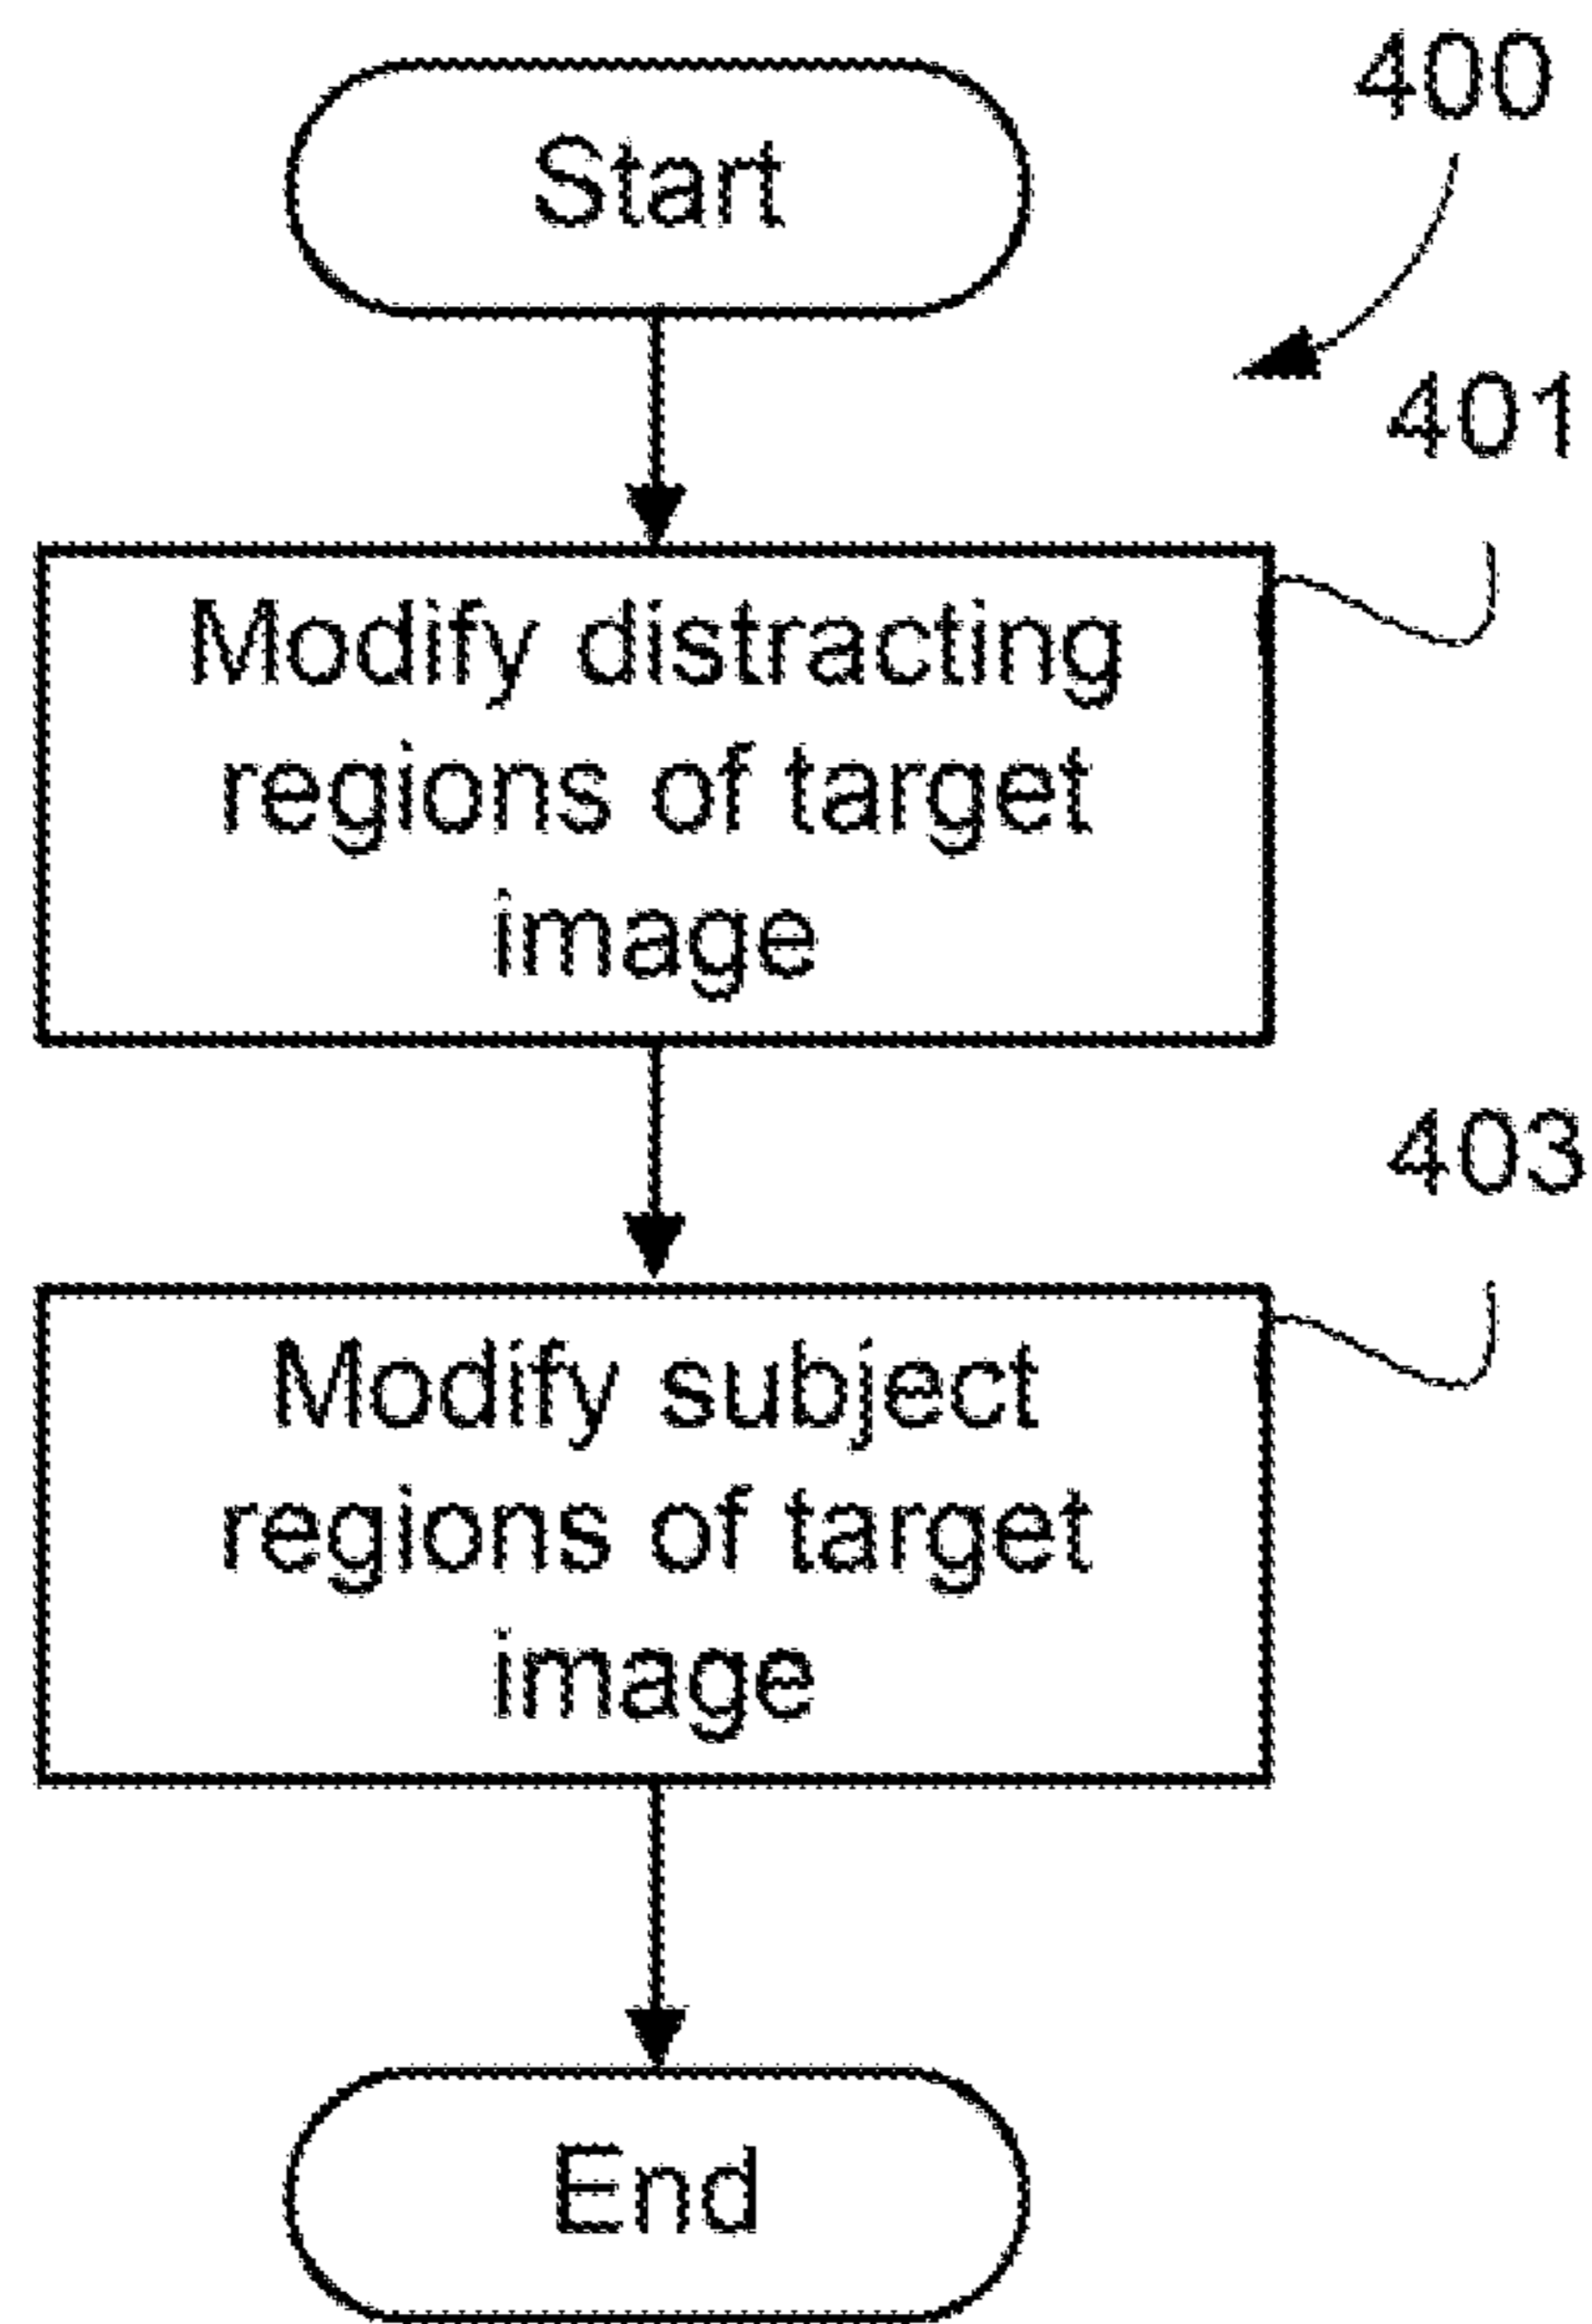 Start
400
401
Modify distracting
regions of target
image
403
Modify subject
regions of target
image
End